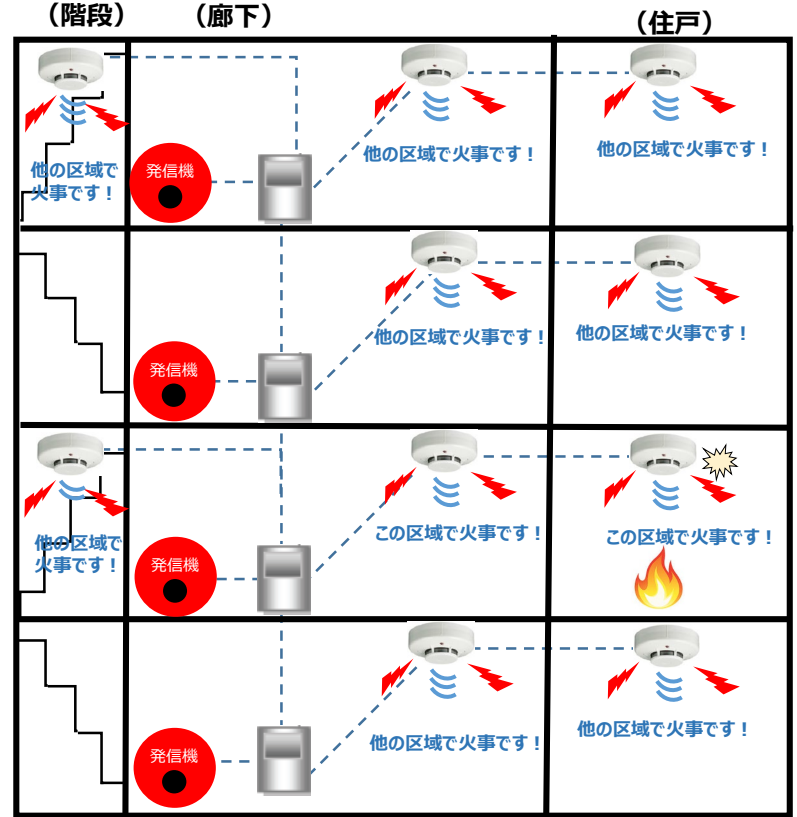 （階段）
（廊下）
（住戸）
他の区域で
火事です！
発信機
他の区域で火事です！
他の区域で火事です！
発信機
他の区域で火事です！
他の区域で火事です！
他の区域で
火事です！
発信機
この区域で火事です！
この区域で火事です！
発信機
他の区域で火事です！
他の区域で火事です！